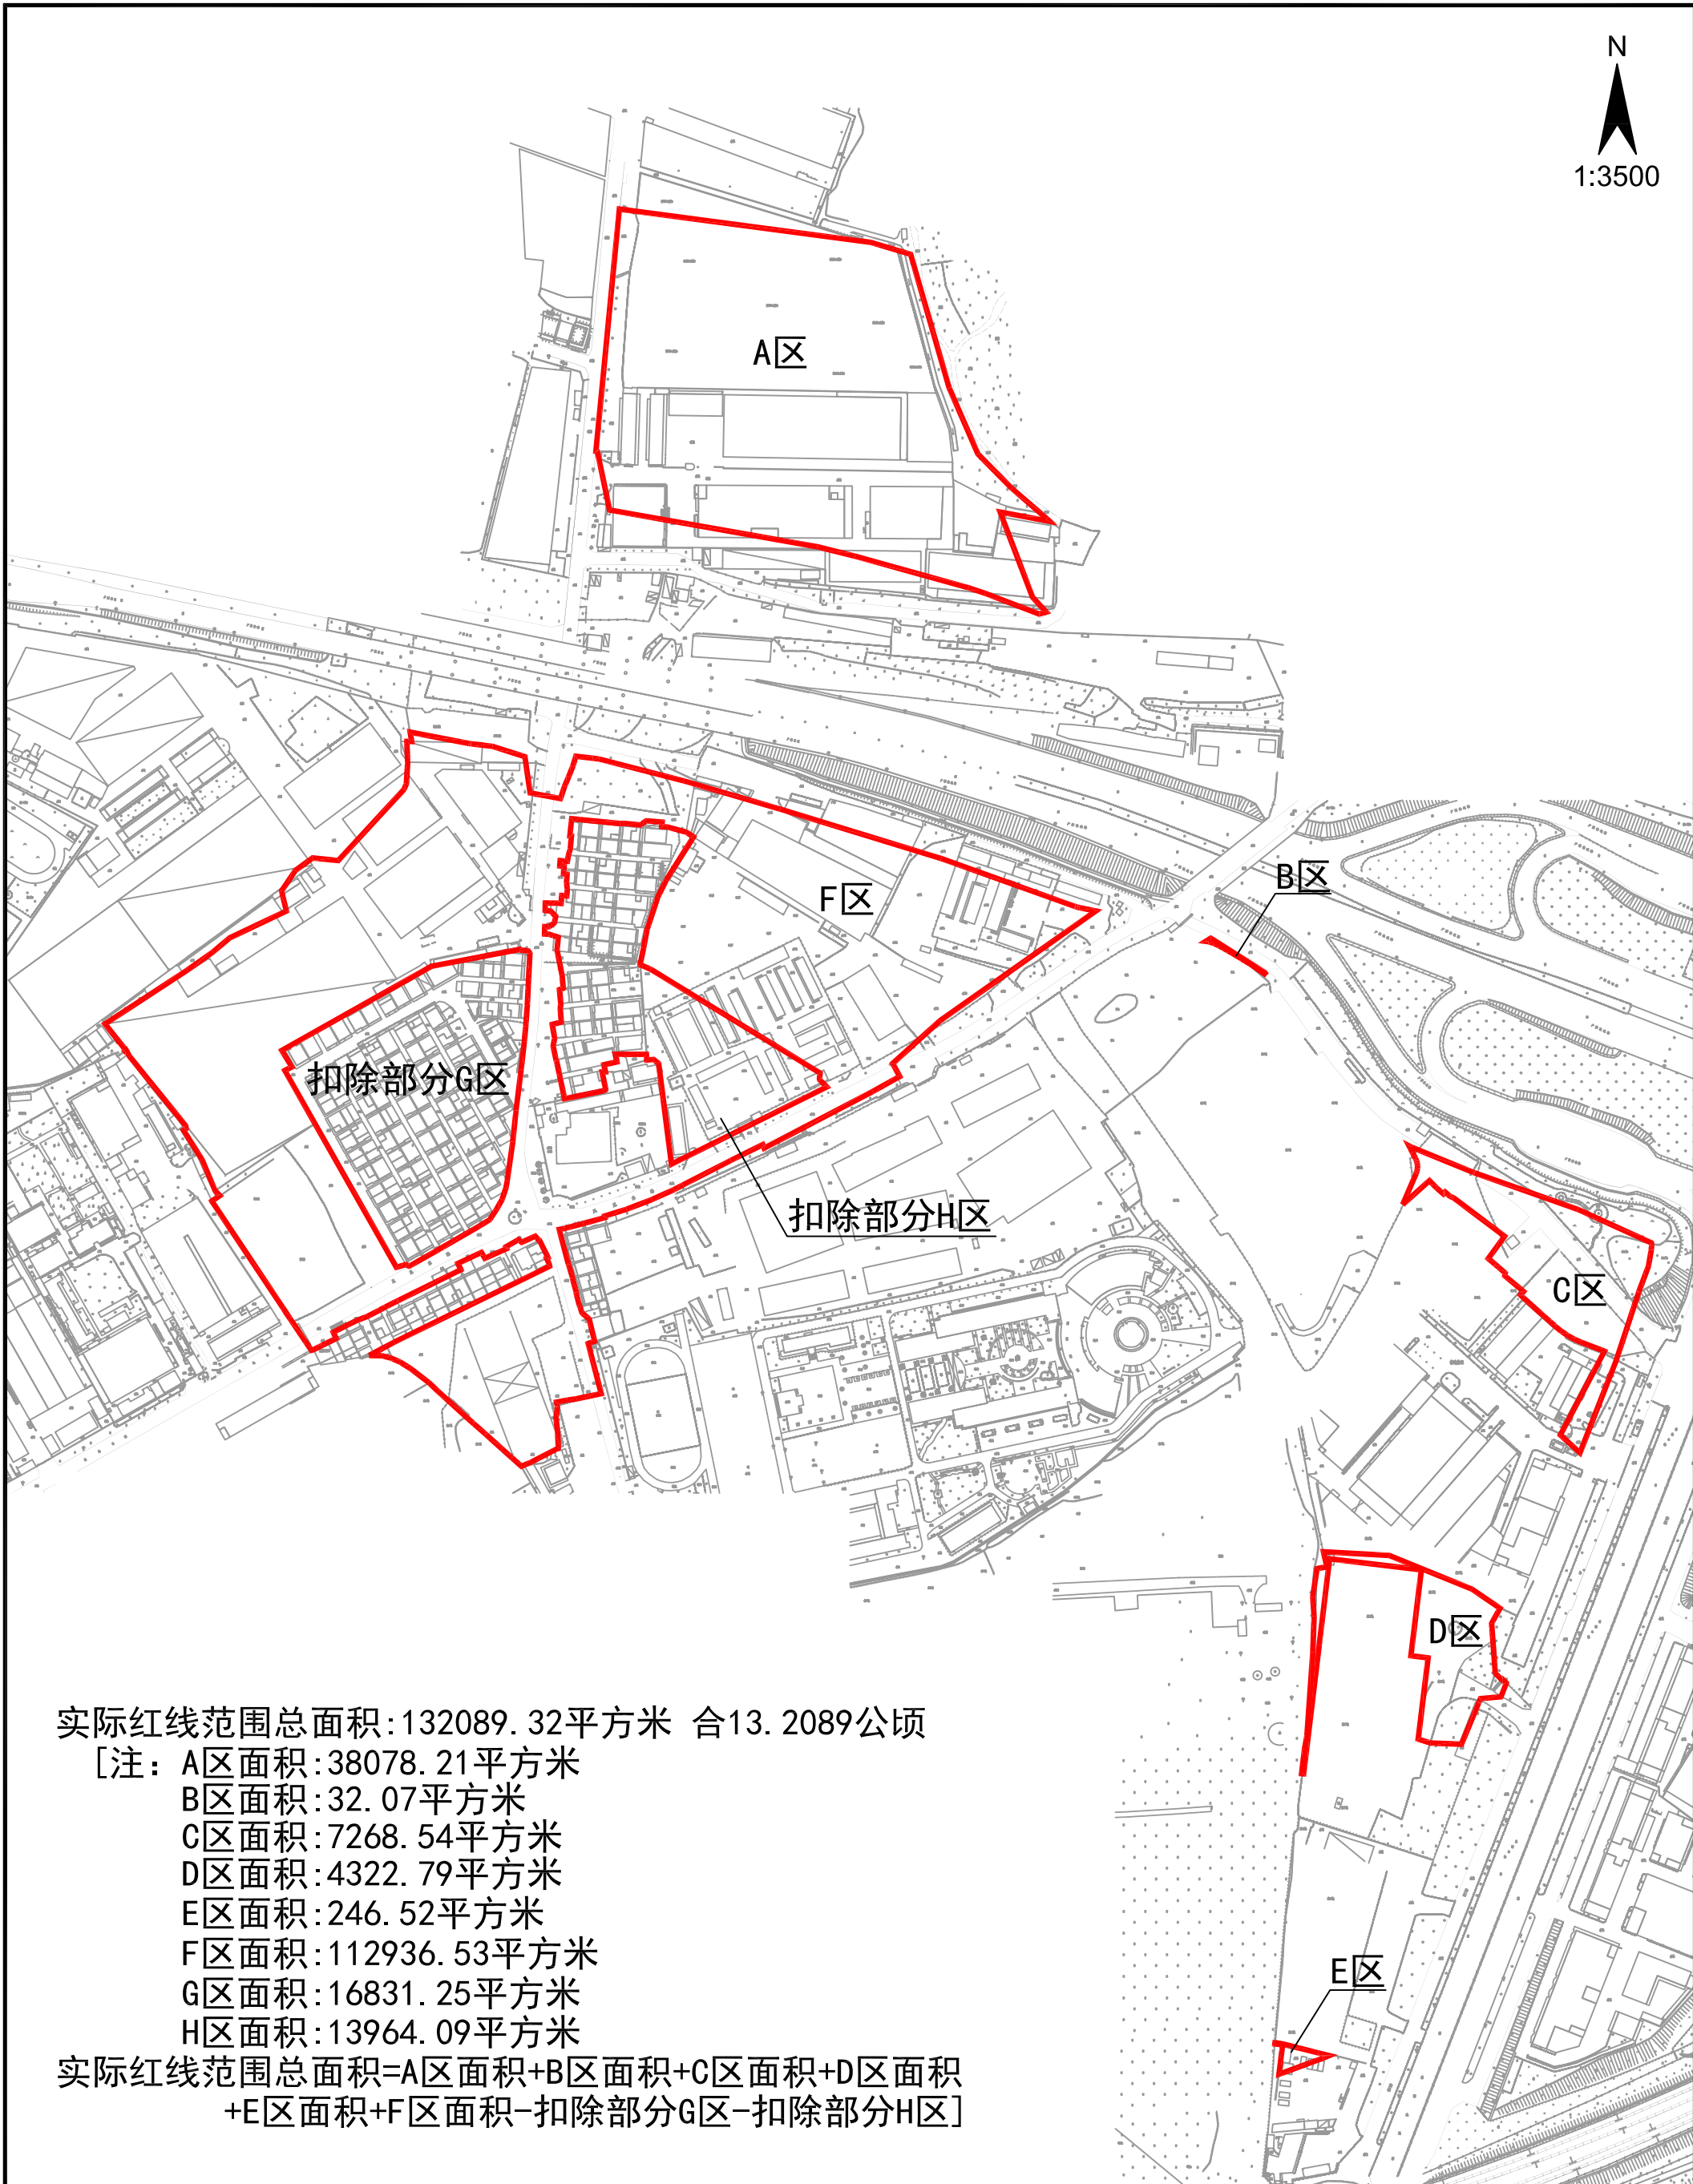 N
1:3500
A区
B区
F区
扣除部分G区
扣除部分H区
C区
D区
E区
实际红线范围总面积:132089.32平方米 合13.2089公顷
[注: A区面积:38078.21平方米
B区面积:32.07平方米
C区面积:7268.54平方米
D区面积:4322.79平方米
E区面积:246.52平方米
F区面积:112936.53平方米
G区面积:16831.25平方米
H区面积:13964.09平方米
实际红线范围总面积=A区面积+B区面积+C区面积+D区面积
+E区面积+F区面积-扣除部分G区-扣除部分H区]